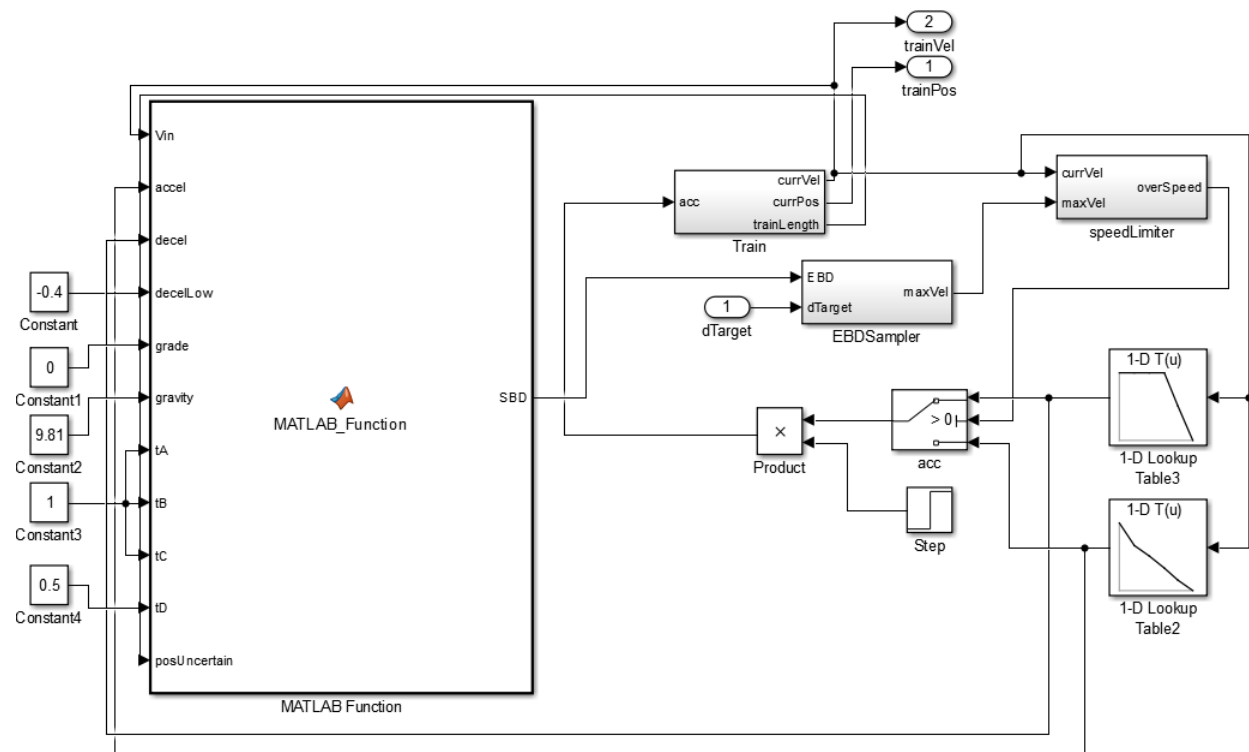 2
trainVel
1
trainPos
Vin
accel
decel
decelLow
grade
gravity
tA
tB
tC
tD
posUncertain
MATLAB_Function
SBD
MATLAB Function
-0.4
Constant
0
Constant1
9.81
Constant2
1
Constant3
0.5
Constant4
acc
currVel
currPos
trainLength
Train
currVel
maxVel
overSpeed
speedLimiter
EBD
dTarget
maxVel
EBDSampler
1
dTarget
×
Product
> 0
acc
Step
1-D T(u)
1-D Lookup
Table3
1-D T(u)
1-D Lookup
Table2